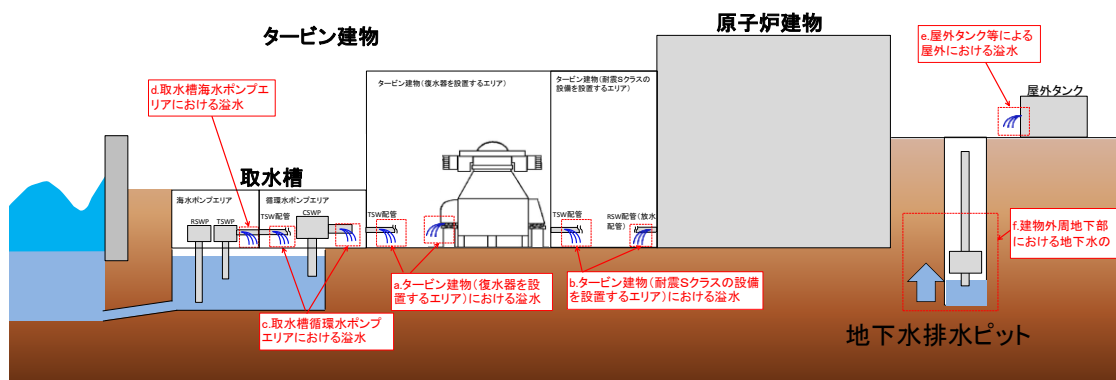 タービン建物
原子炉建物
e.屋外タンク等による
屋外における溢水
屋外タンク
タービン建物(復水器を設置するエリア)
タービン建物(耐震Sクラスの
設備を設置するエリア)
d.取水槽海水ポンプエ
リアにおける溢水
取水槽
海水ポンプエリア
循環水ポンプエリア
RSWP
TSWP
TSW配管
CSWP
TSW配管
TSW配管
RSW配管(放水
配管)
f.建物外周地下部
における地下水の
a.タービン建物(復水器を設
置するエリア)における溢水
b.タービン建物(耐震Sクラスの設備
を設置するエリア)における溢水
c.取水槽循環水ポンプ
エリアにおける溢水
地下水排水ピット